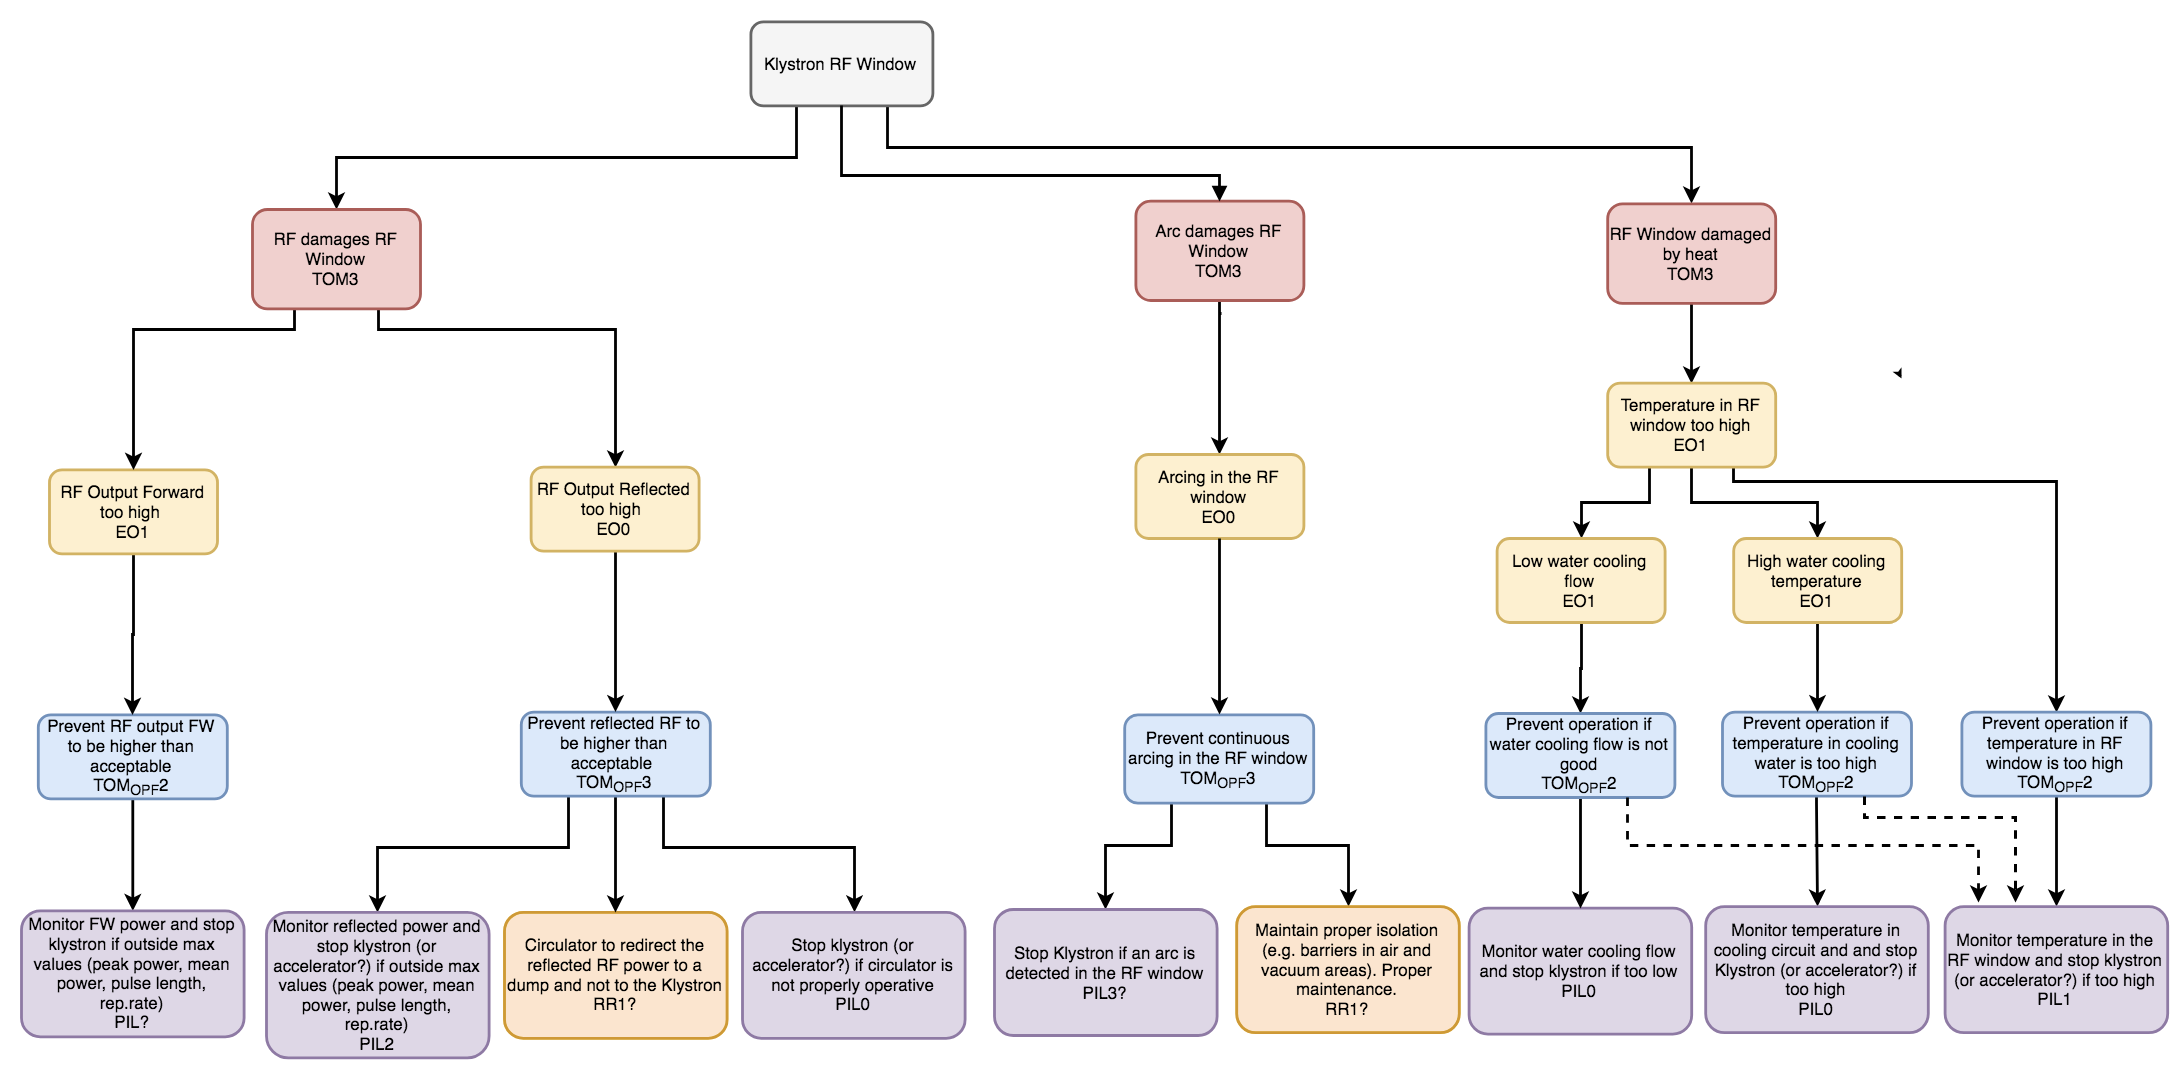 Klystron RF Window
RF damages RF
Window
TOM3
Arc damages RF
Window
TOM3
RF Window damaged
by heat
TOM3
Temperature in RF
window too high
EO1
RF Output Forward
too high
EO1
RF Output Reflected
too high
EO0
Arcing in the RF
window
EO0
Low water cooling
flow
EO1
High water cooling
temperature
EO1
Prevent RF output FW
to be higher than
acceptable
TOMOPF2
Prevent reflected RF to
be higher than
acceptable
TOMOPF3
Prevent continuous
arcing in the RF window
TOMOPF3
Prevent operation if
water cooling flow is not
good
TOMOPF2
Prevent operation if
temperature in cooling
water is too high
TOMOPF2
Prevent operation if
temperature in RF
window is too high
TOMOPF2
Monitor FW power and stop
klystron if outside max
values (peak power, mean
power, pulse length,
rep.rate)
PIL?
Monitor reflected power and
stop klystron (or
accelerator?) if outside max
values (peak power, mean
power, pulse length,
rep.rate)
PIL2
Circulator to redirect the
reflected RF power to a
dump and not to the Klystron
RR1?
Stop klystron (or
accelerator?) if circulator is
not properly operative
PIL0
Stop Klystron if an arc is
detected in the RF window
PIL3?
Maintain proper isolation
(e.g. barriers in air and
vacuum areas). Proper
maintenance.
RR1?
Monitor water cooling flow
and stop klystron if too low
PIL0
Monitor temperature in
cooling circuit and and stop
Klystron (or accelerator?) if
too high
PIL0
Monitor temperature in the
RF window and stop klystron
(or accelerator?) if too high
PIL1